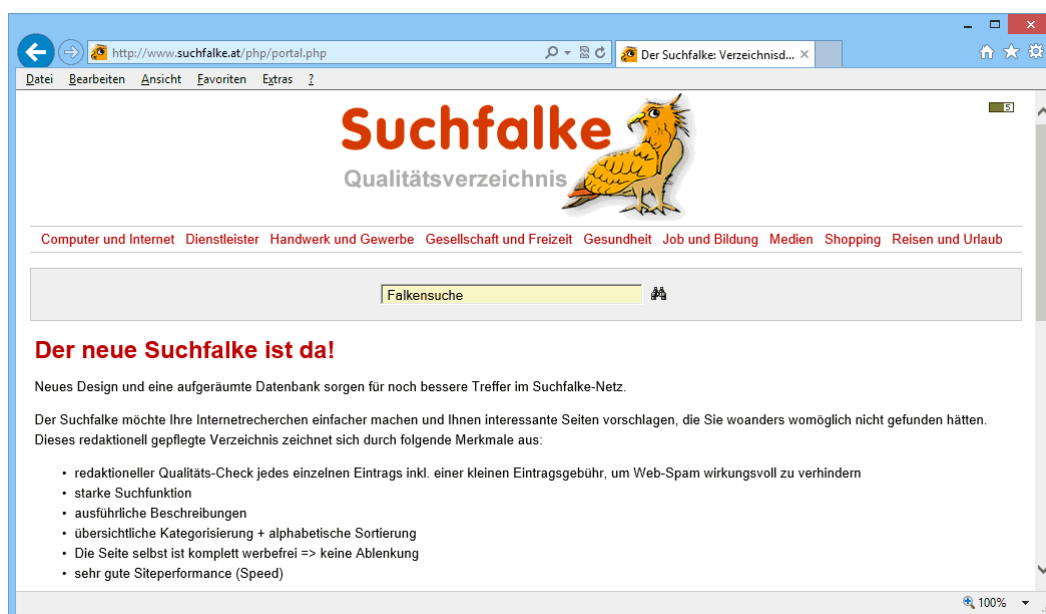 http://www.suchfalke.at/php/portal.php
Der Suchfalke: Verzeichnisd...
Datei Bearbeiten Ansicht Favoriten Extras ?
5
Suchfalke
Qualitätsverzeichnis
Computer und Internet Dienstleister Handwerk und Gewerbe Gesellschaft und Freizeit Gesundheit Job und Bildung Medien Shopping Reisen und Urlaub
Falkensuche
Der neue Suchfalke ist da!
Neues Design und eine aufgeräumte Datenbank sorgen für noch bessere Treffer im Suchfalke-Netz.
Der Suchfalke möchte Ihre Internetrecherchen einfacher machen und Ihnen interessante Seiten vorschlagen, die Sie woanders womöglich nicht gefunden hätten.
Dieses redaktionell gepflegte Verzeichnis zeichnet sich durch folgende Merkmale aus:
• redaktioneller Qualitäts-Check jedes einzelnen Eintrags inkl. einer kleinen Eintragsgebühr, um Web-Spam wirkungsvoll zu verhindern
• starke Suchfunktion
• ausführliche Beschreibungen
• übersichtliche Kategorisierung + alphabetische Sortierung
• Die Seite selbst ist komplett werbefrei => keine Ablenkung
• sehr gute Siteperformance (Speed)
100%